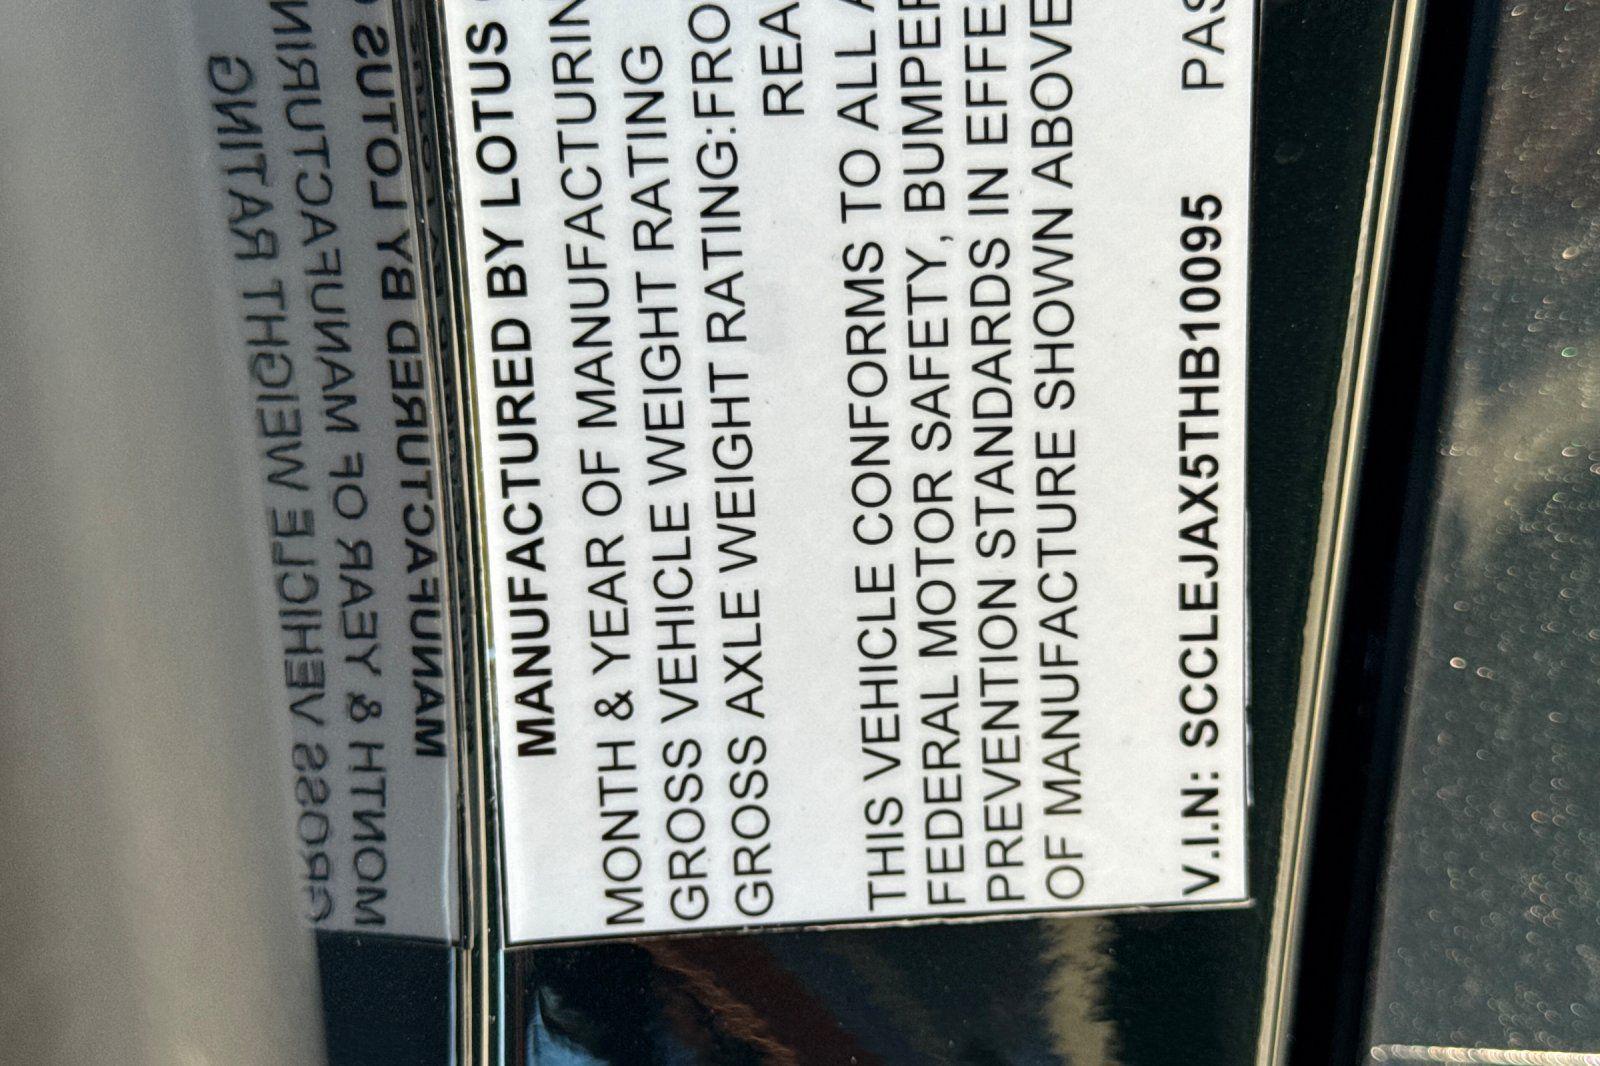 MANUFACTURED BY LOTUS
MONTH & YEAR OF MANUFACTURIN
GROSS VEHICLE WEIGHT RATING
GROSS AXLE WEIGHT RATING:FRO
REA
THIS VEHICLE CONFORMS TO ALL A
FEDERAL MOTOR SAFETY, BUMPER
PREVENTION STANDARDS IN EFFE
OF MANUFACTURE SHOWN ABOVE
V.I.N: SCCLEJAX5THB10095 PAS